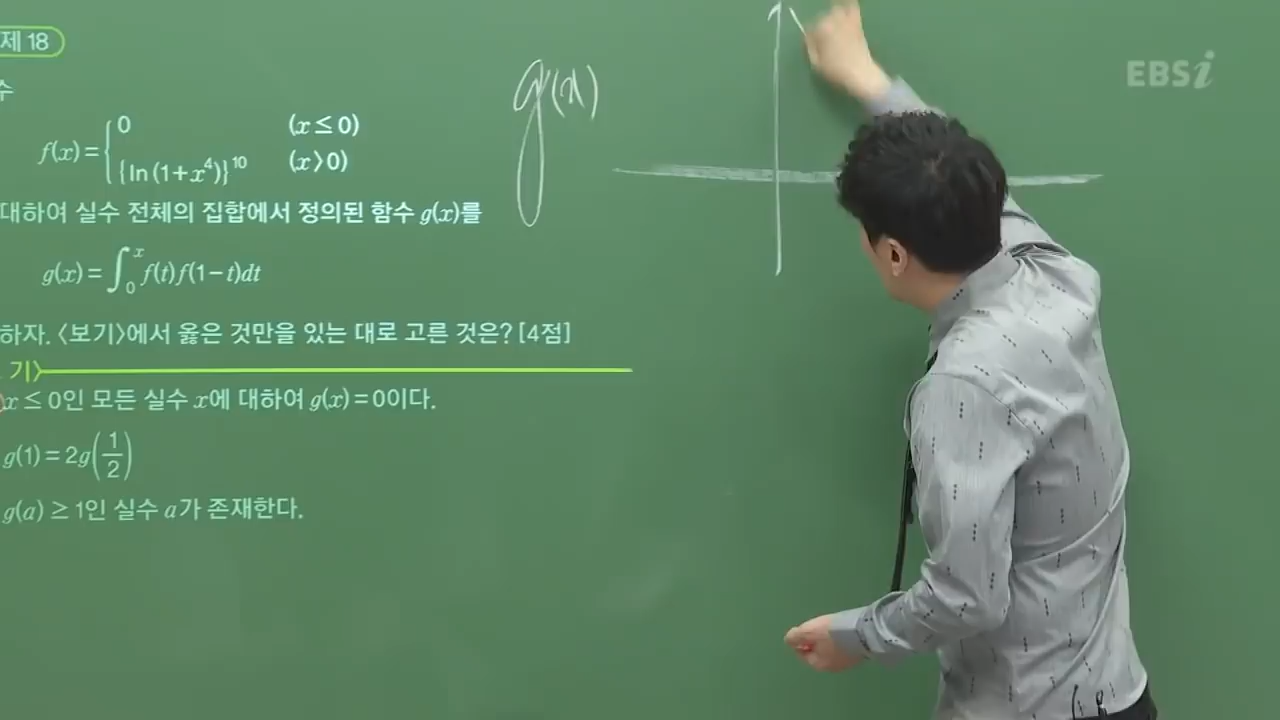 제 18
수
f(x) = { 0 (x ≤ 0)
{ln (1+x⁴)}¹⁰ (x〉0)
대하여 실수 전체의 집합에서 정의된 함수 g(x)를
g(x) = ∫₀ˣ f(t)f(1−t)dt
하자. 〈보기〉에서 옳은 것만을 있는 대로 고른 것은? [4점]
기〉
x ≤ 0인 모든 실수 x에 대하여 g(x) = 0이다.
g(1) = 2g(1/2)
g(a) ≥ 1인 실수 a가 존재한다.
g(x)
EBSi